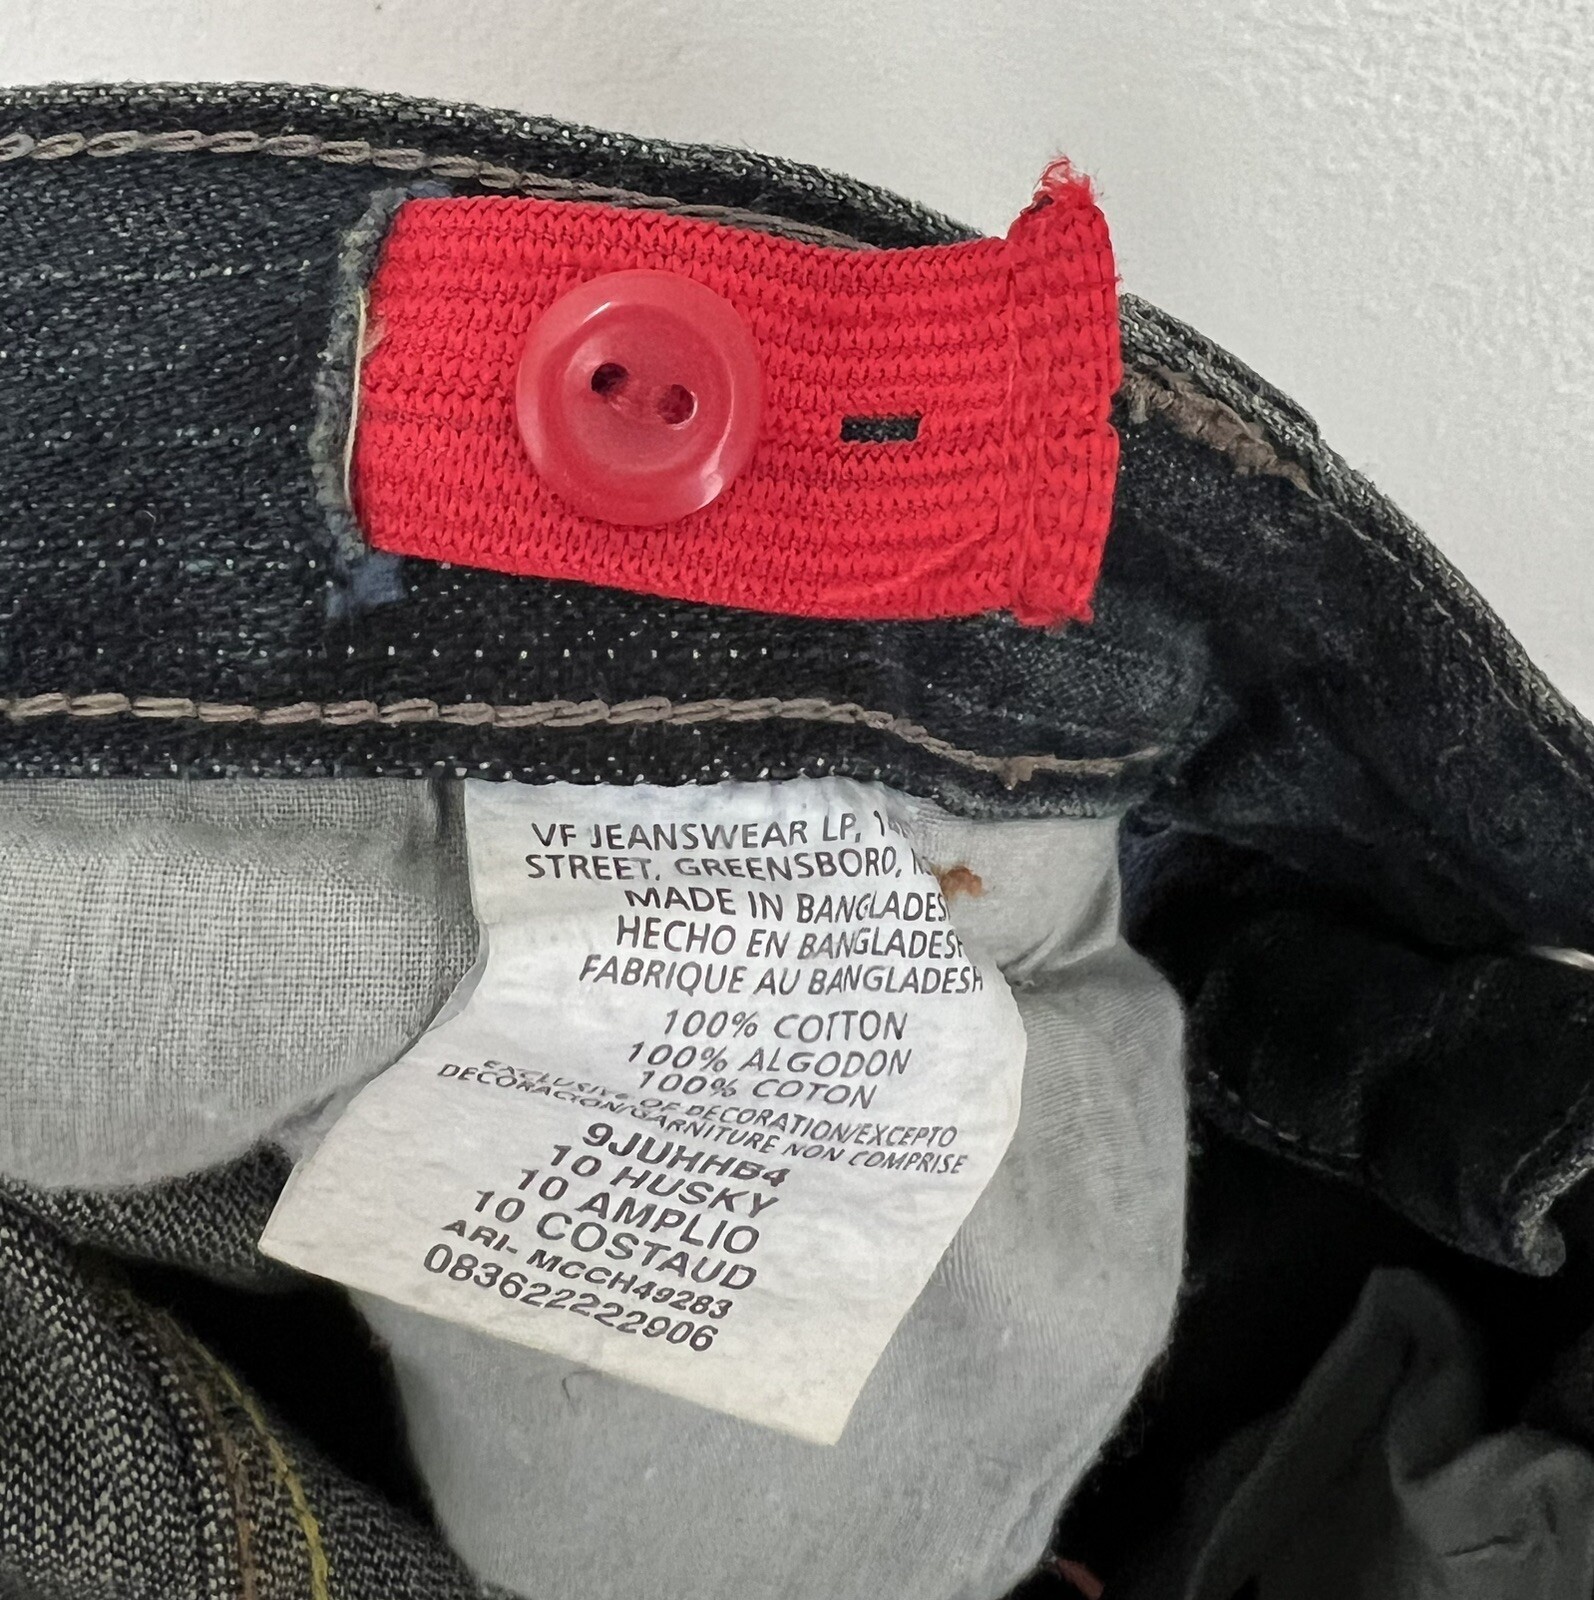 VF JEANSWEAR LP,
STREET, GREENSBORO,
MADE IN BANGLADES
HECHO EN BANGLADESH
FABRIQUE AU BANGLADESH
100% COTTON
100% ALGODON
100% COTON
EXCLUSIVE OF DECORATION/EXCEPTO
DECORACION/GARNITURE NON COMPRISE
9JUHHB4
10 HUSKY
10 AMPLIO
10 COSTAUD
ARI- MCCH49283
083622222906